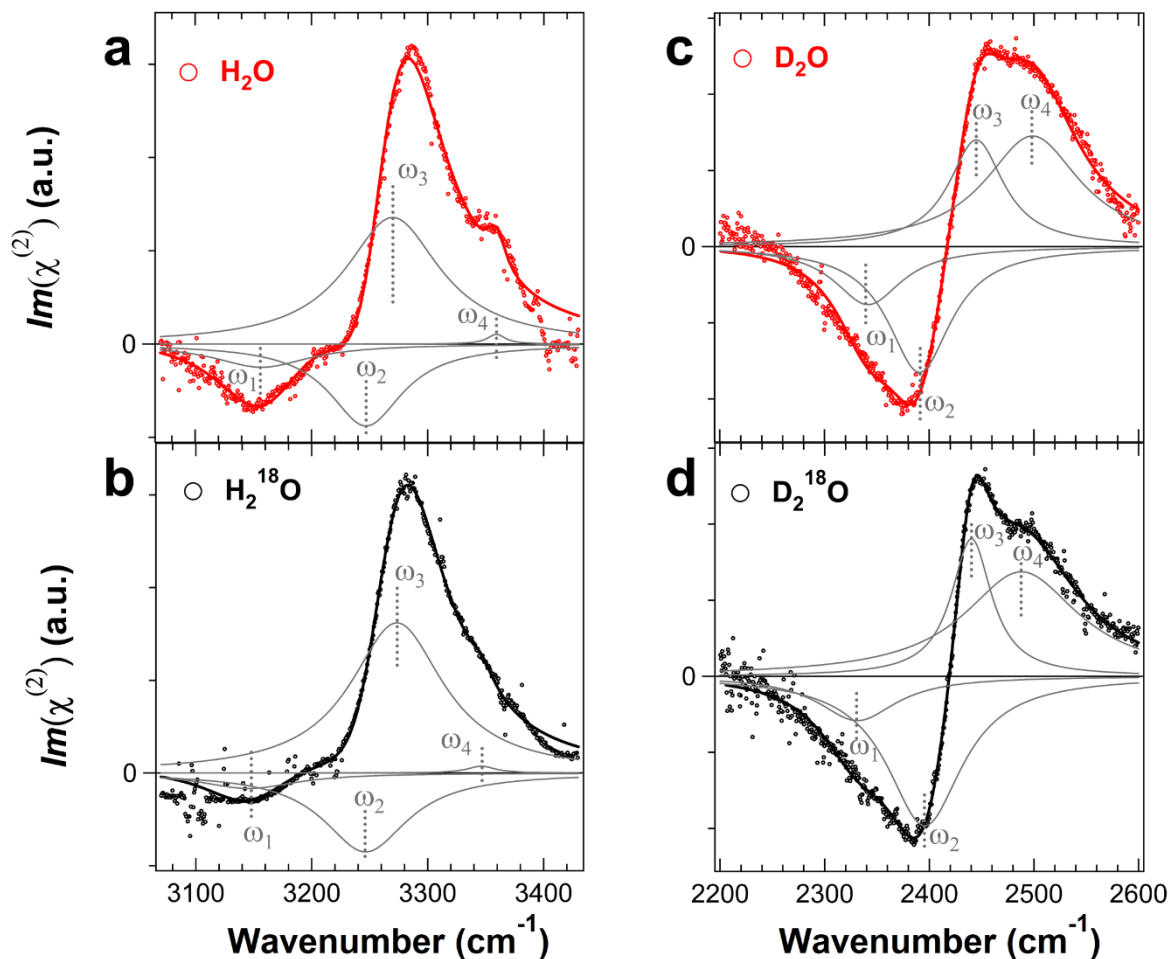 a
○ H₂O
Im(χ⁽²⁾) (a.u.)
0
ω₁
ω₂
ω₃
ω₄
c
○ D₂O
0
ω₁
ω₂
ω₃
ω₄
b
○ H₂¹⁸O
Im(χ⁽²⁾) (a.u.)
0
ω₁
ω₂
ω₃
ω₄
3100 3200 3300 3400
Wavenumber (cm⁻¹)
d
○ D₂¹⁸O
0
ω₁
ω₂
ω₃
ω₄
2200 2300 2400 2500 2600
Wavenumber (cm⁻¹)